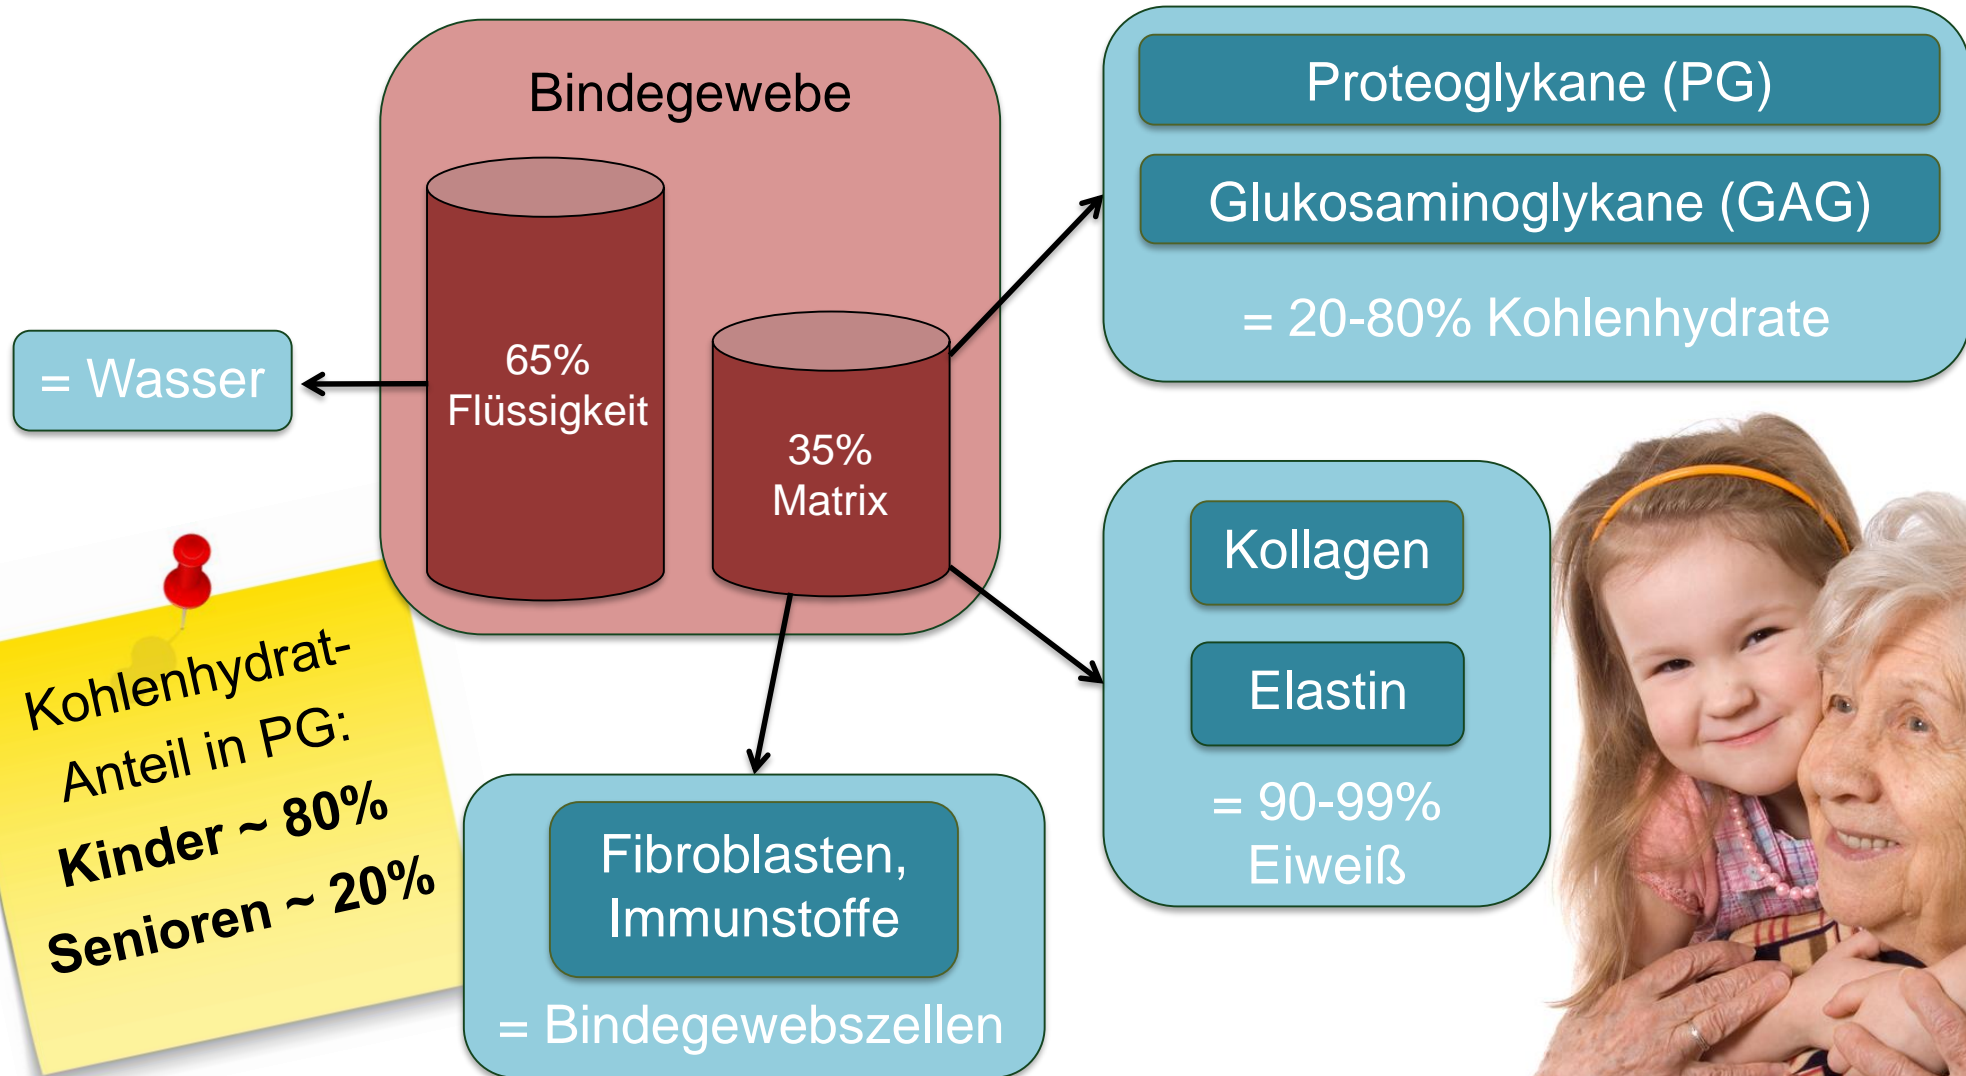 Bindegewebe
65%
Flüssigkeit
35%
Matrix
= Wasser
Proteoglykane (PG)
Glukosaminoglykane (GAG)
= 20-80% Kohlenhydrate
Kollagen
Elastin
= 90-99%
Eiweiß
Fibroblasten,
Immunstoffe
= Bindegewebszellen
Kohlenhydrat-
Anteil in PG:
Kinder ~ 80%
Senioren ~ 20%